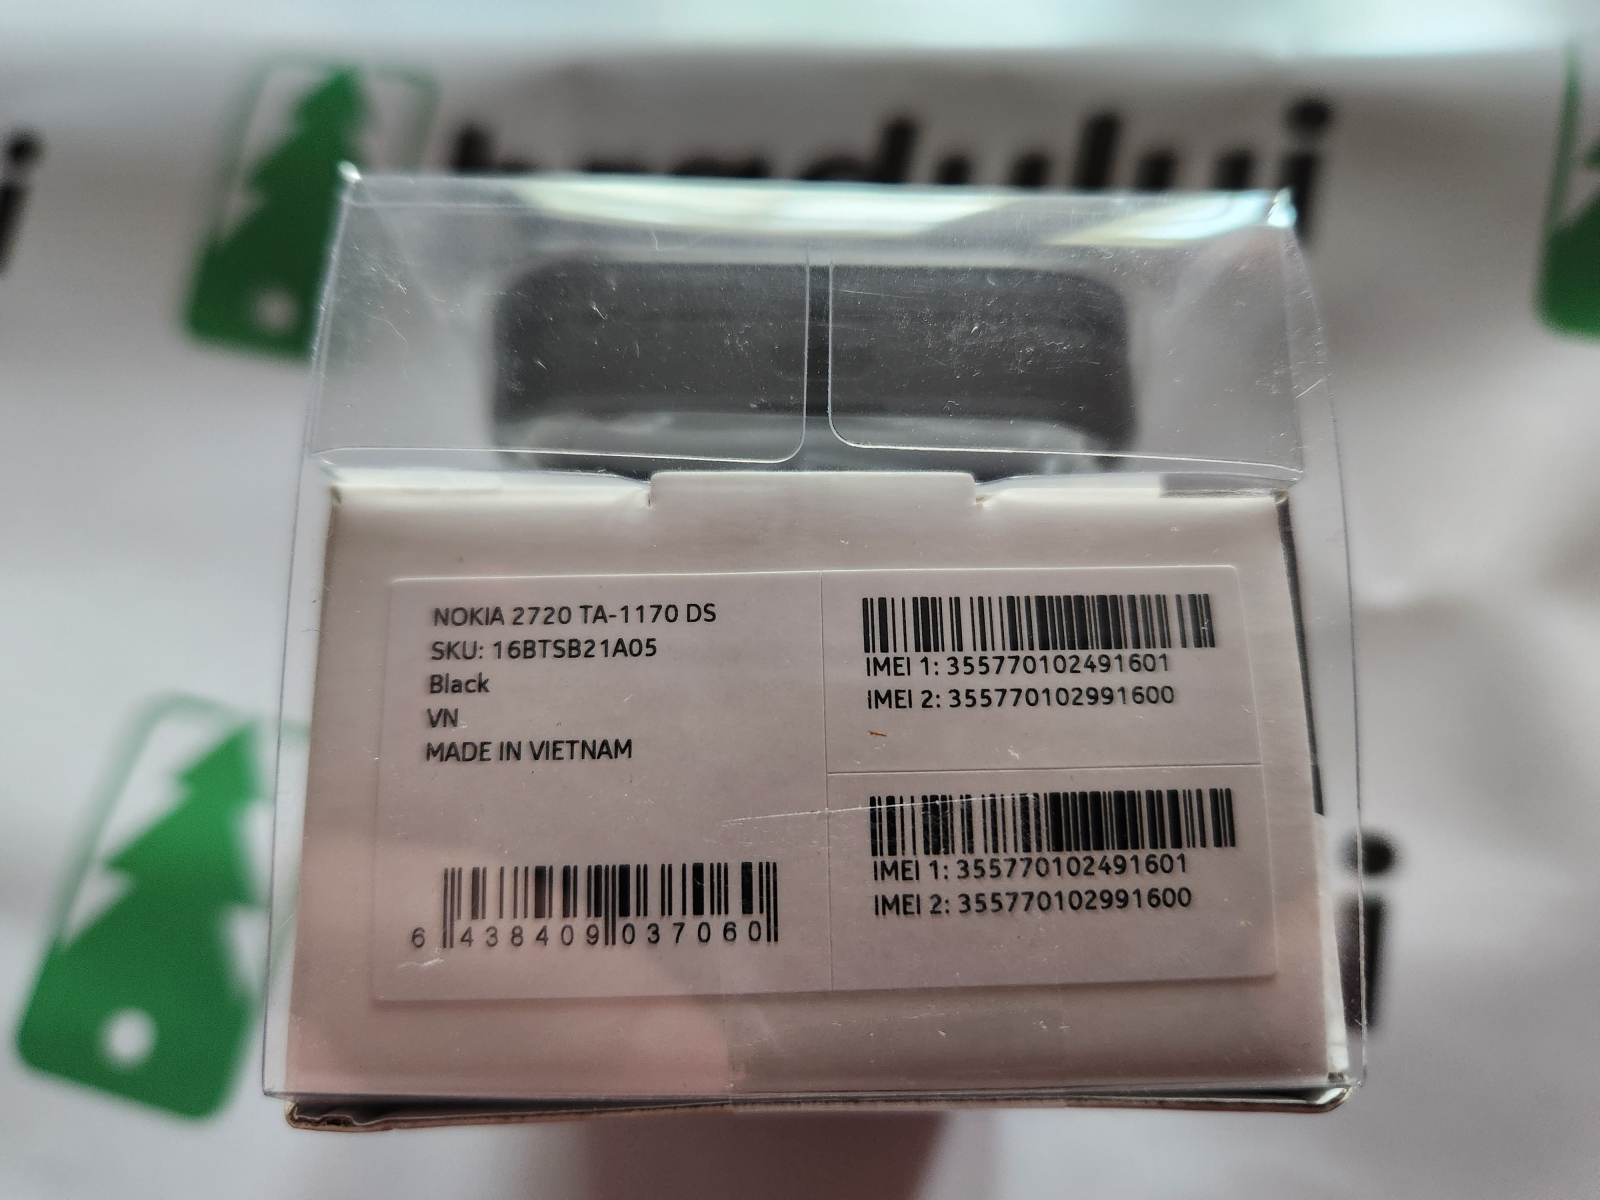 NOKIA 2720 TA-1170 DS
SKU: 16BTSB21A05
Black
VN
MADE IN VIETNAM
6 438409 037060
IMEI 1: 355770102491601
IMEI 2: 355770102991600
IMEI 1: 355770102491601
IMEI 2: 355770102991600